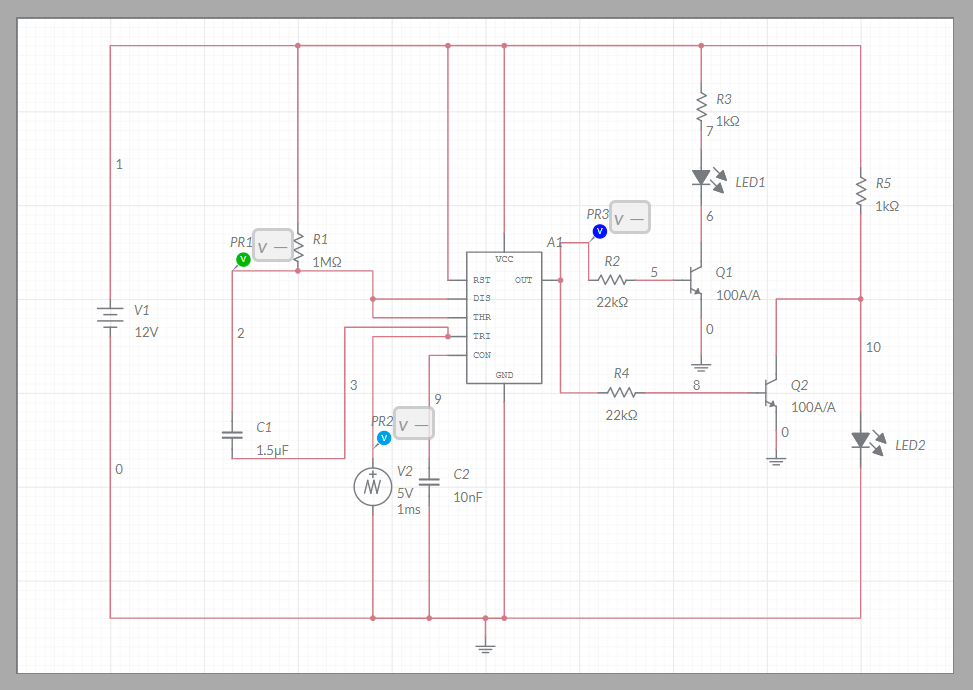 1
R3
1kΩ
7
LED1
R5
1kΩ
6
PR3
V
V —
PR1
V
V —
R1
1MΩ
A1
VCC
RST
OUT
DIS
THR
TRI
CON
GND
R2
22kΩ
5
Q1
100A/A
0
V1
12V
2
3
9
R4
22kΩ
8
Q2
100A/A
0
10
LED2
PR2
V
V —
C1
1.5µF
0
V2
5V
1ms
C2
10nF